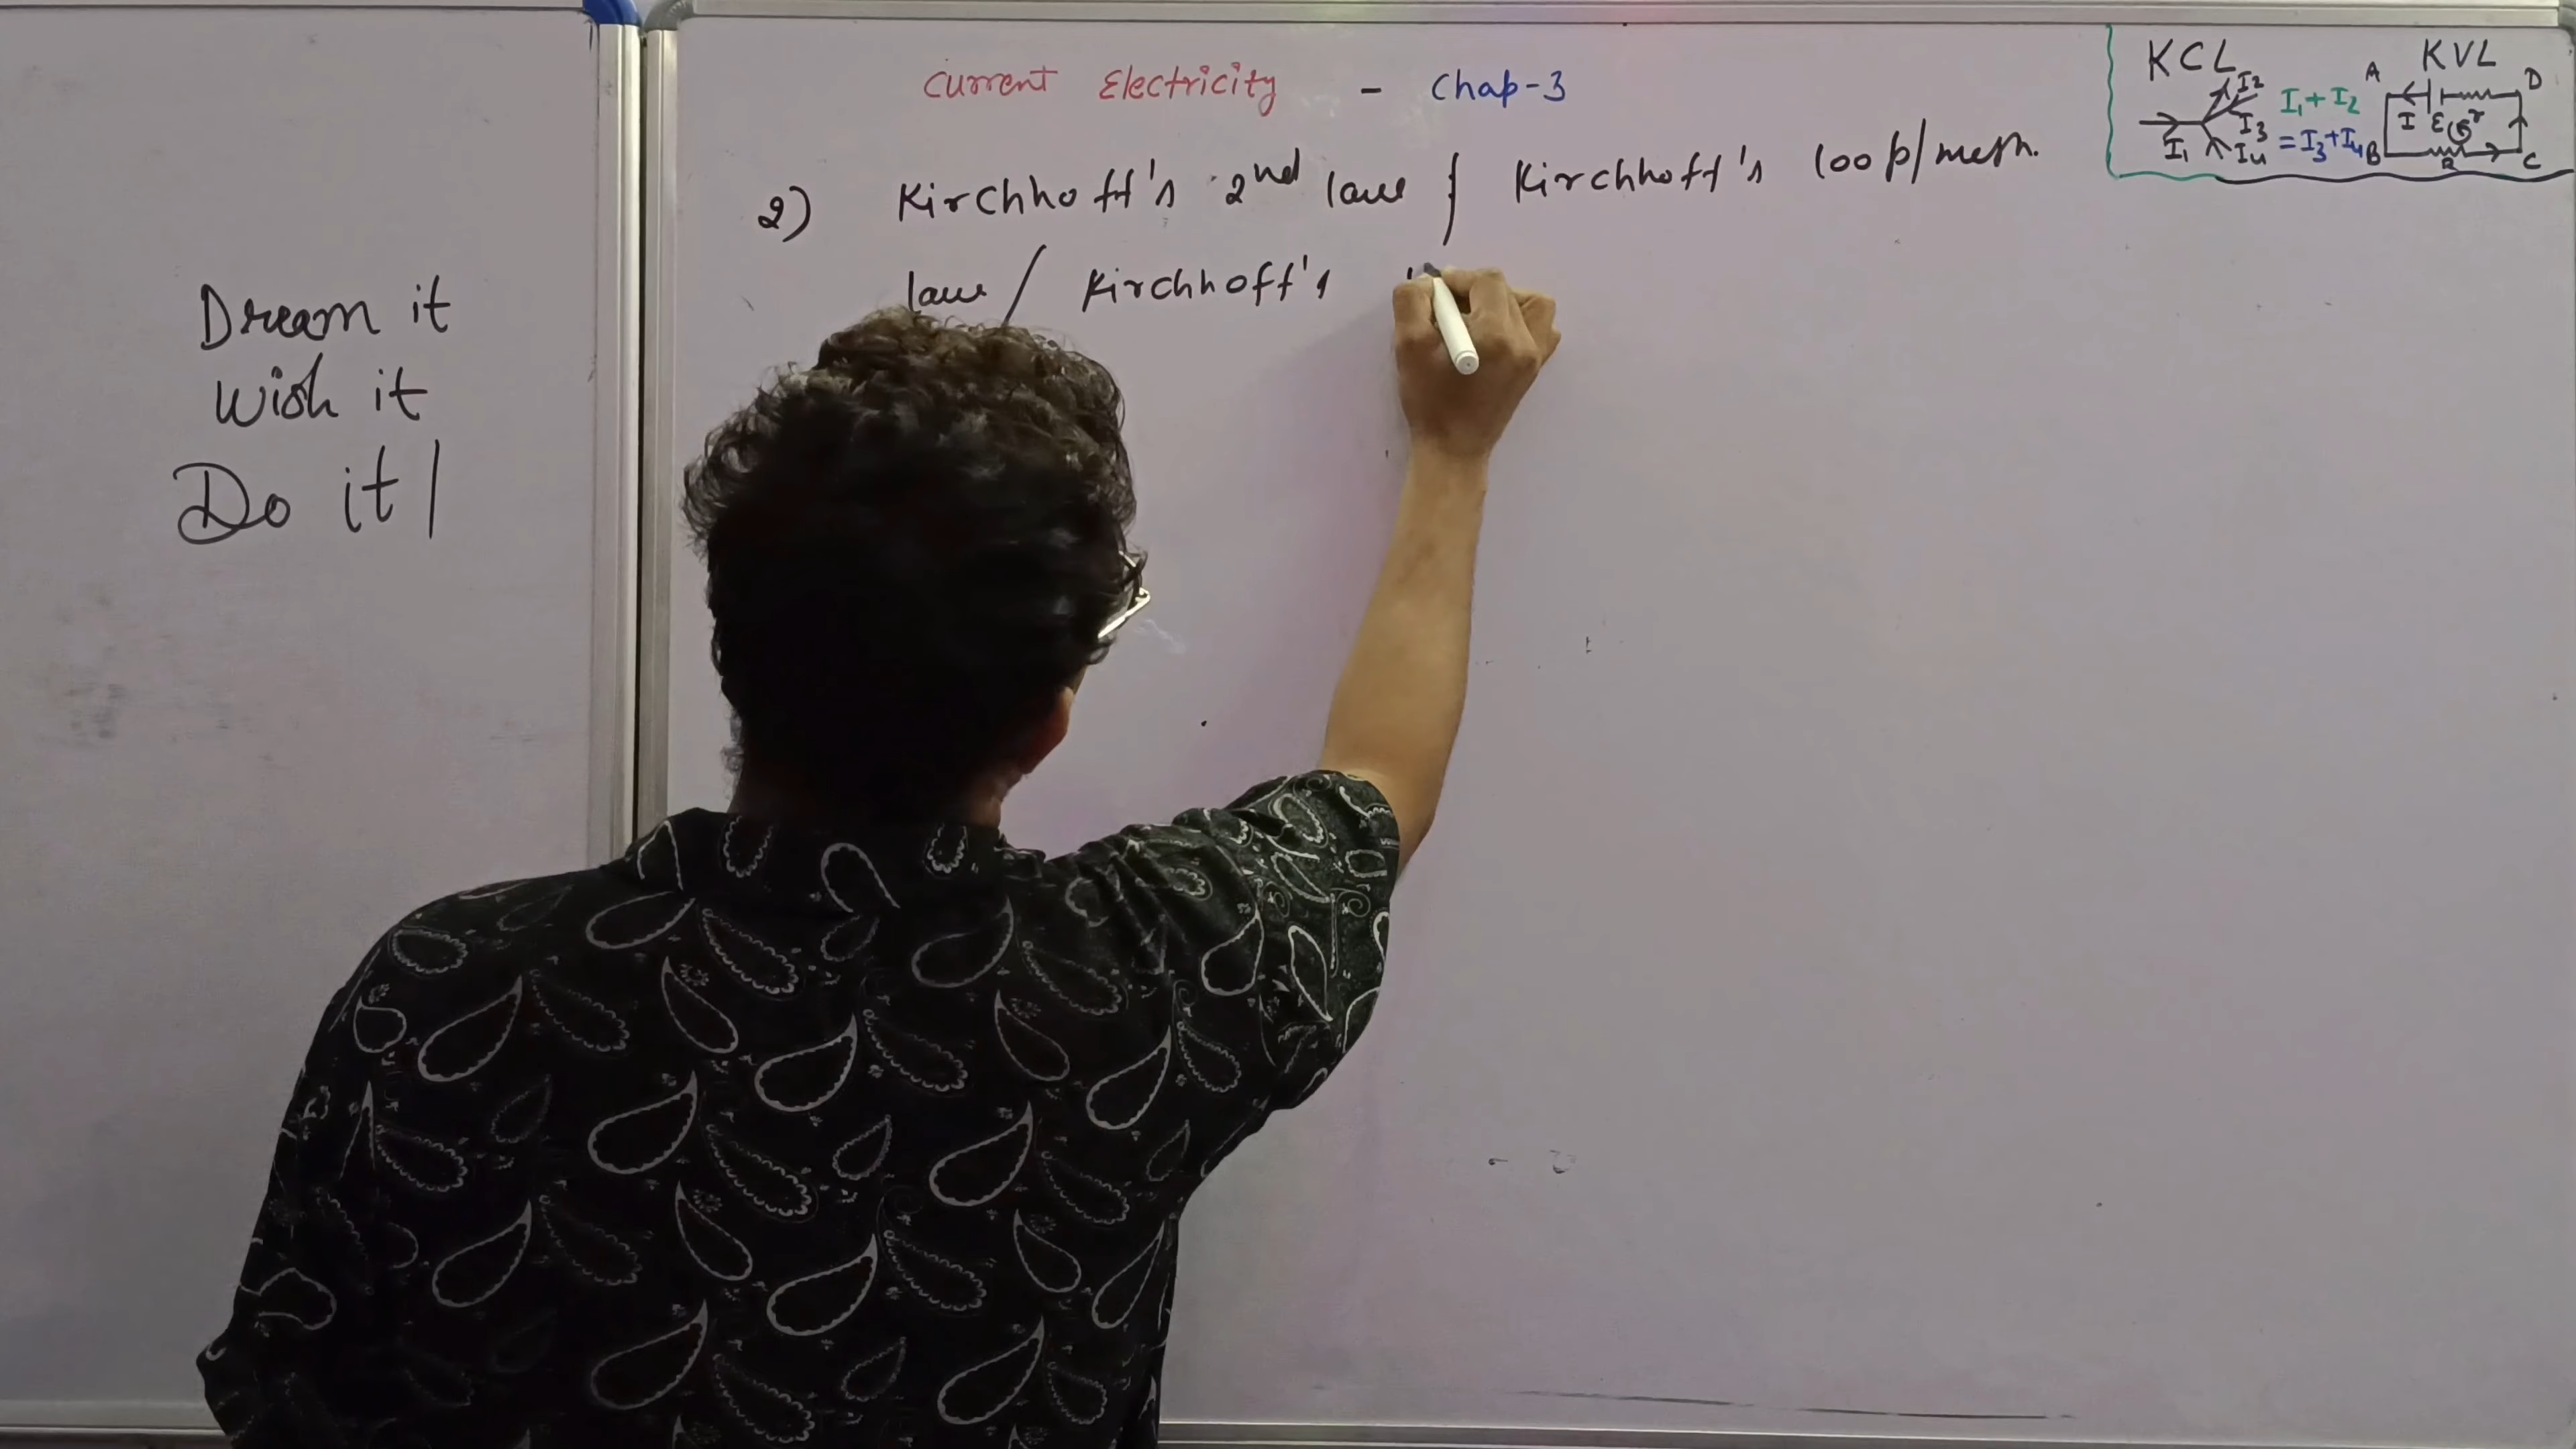 Dream it
Wish it
Do it!
Current Electricity - Chap-3
2) Kirchhoff's 2nd law / Kirchhoff's loop/mesh
law / Kirchhoff's
KCL
I2
I1
I3
I4
I1+I2
=I3+I4
KVL
A
D
I
E
r
B
R
C